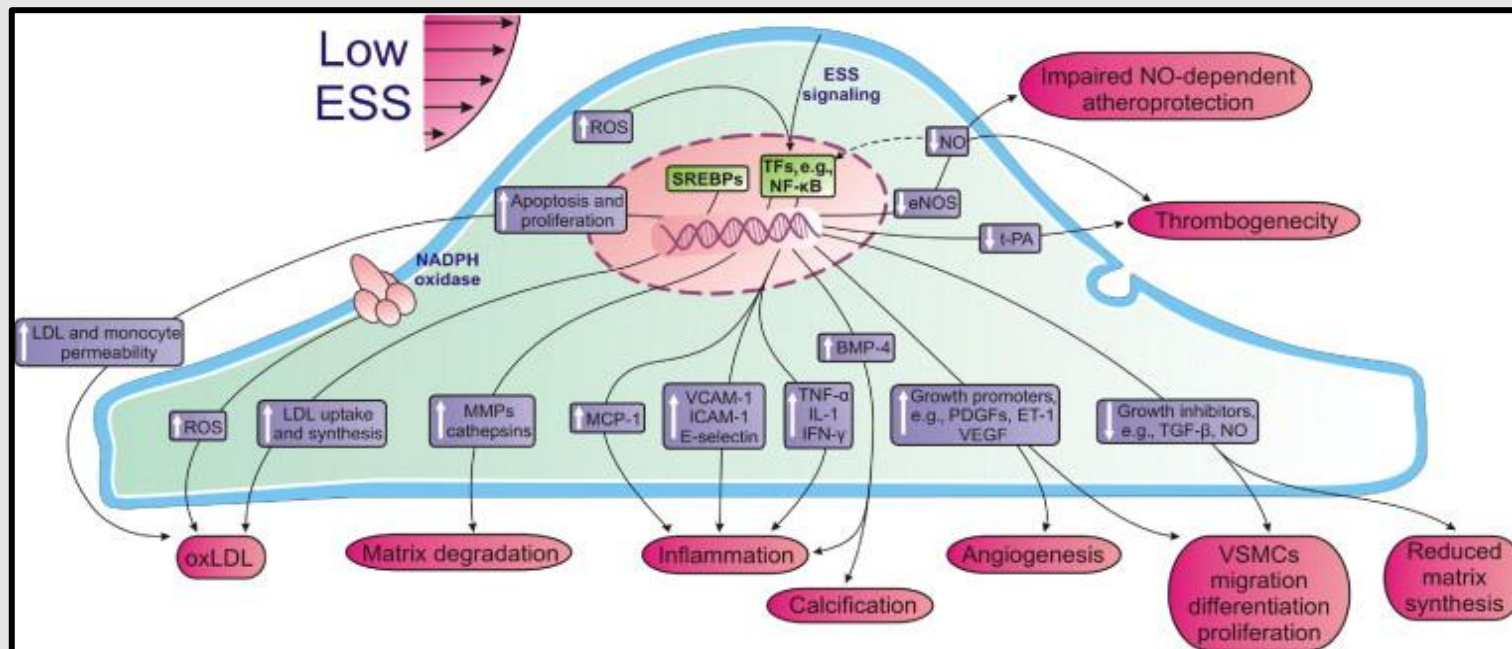 Low
ESS
ESS
signaling
Impaired NO-dependent
atheroprotection
ROS
NO
SREBPs
TFs, e.g.,
NF-κB
Apoptosis and
proliferation
eNOS
Thrombogenecity
t-PA
NADPH
oxidase
LDL and monocyte
permeability
BMP-4
ROS
LDL uptake
and synthesis
MMPs
cathepsins
MCP-1
VCAM-1
ICAM-1
E-selectin
TNF-α
IL-1
IFN-γ
Growth promoters,
e.g., PDGFs, ET-1
VEGF
Growth inhibitors,
e.g., TGF-β, NO
oxLDL
Matrix degradation
Inflammation
Angiogenesis
VSMCs
migration
differentiation
proliferation
Reduced
matrix
synthesis
Calcification